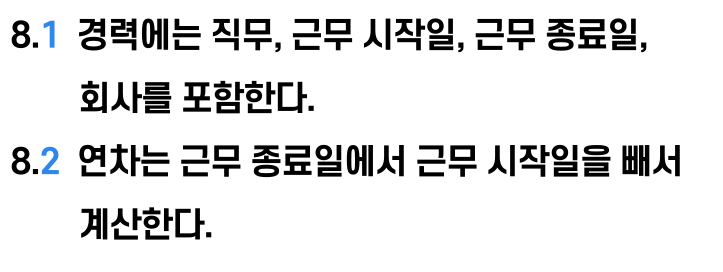 8.1 경력에는 직무, 근무 시작일, 근무 종료일,
회사를 포함한다.
8.2 연차는 근무 종료일에서 근무 시작일을 빼서
계산한다.